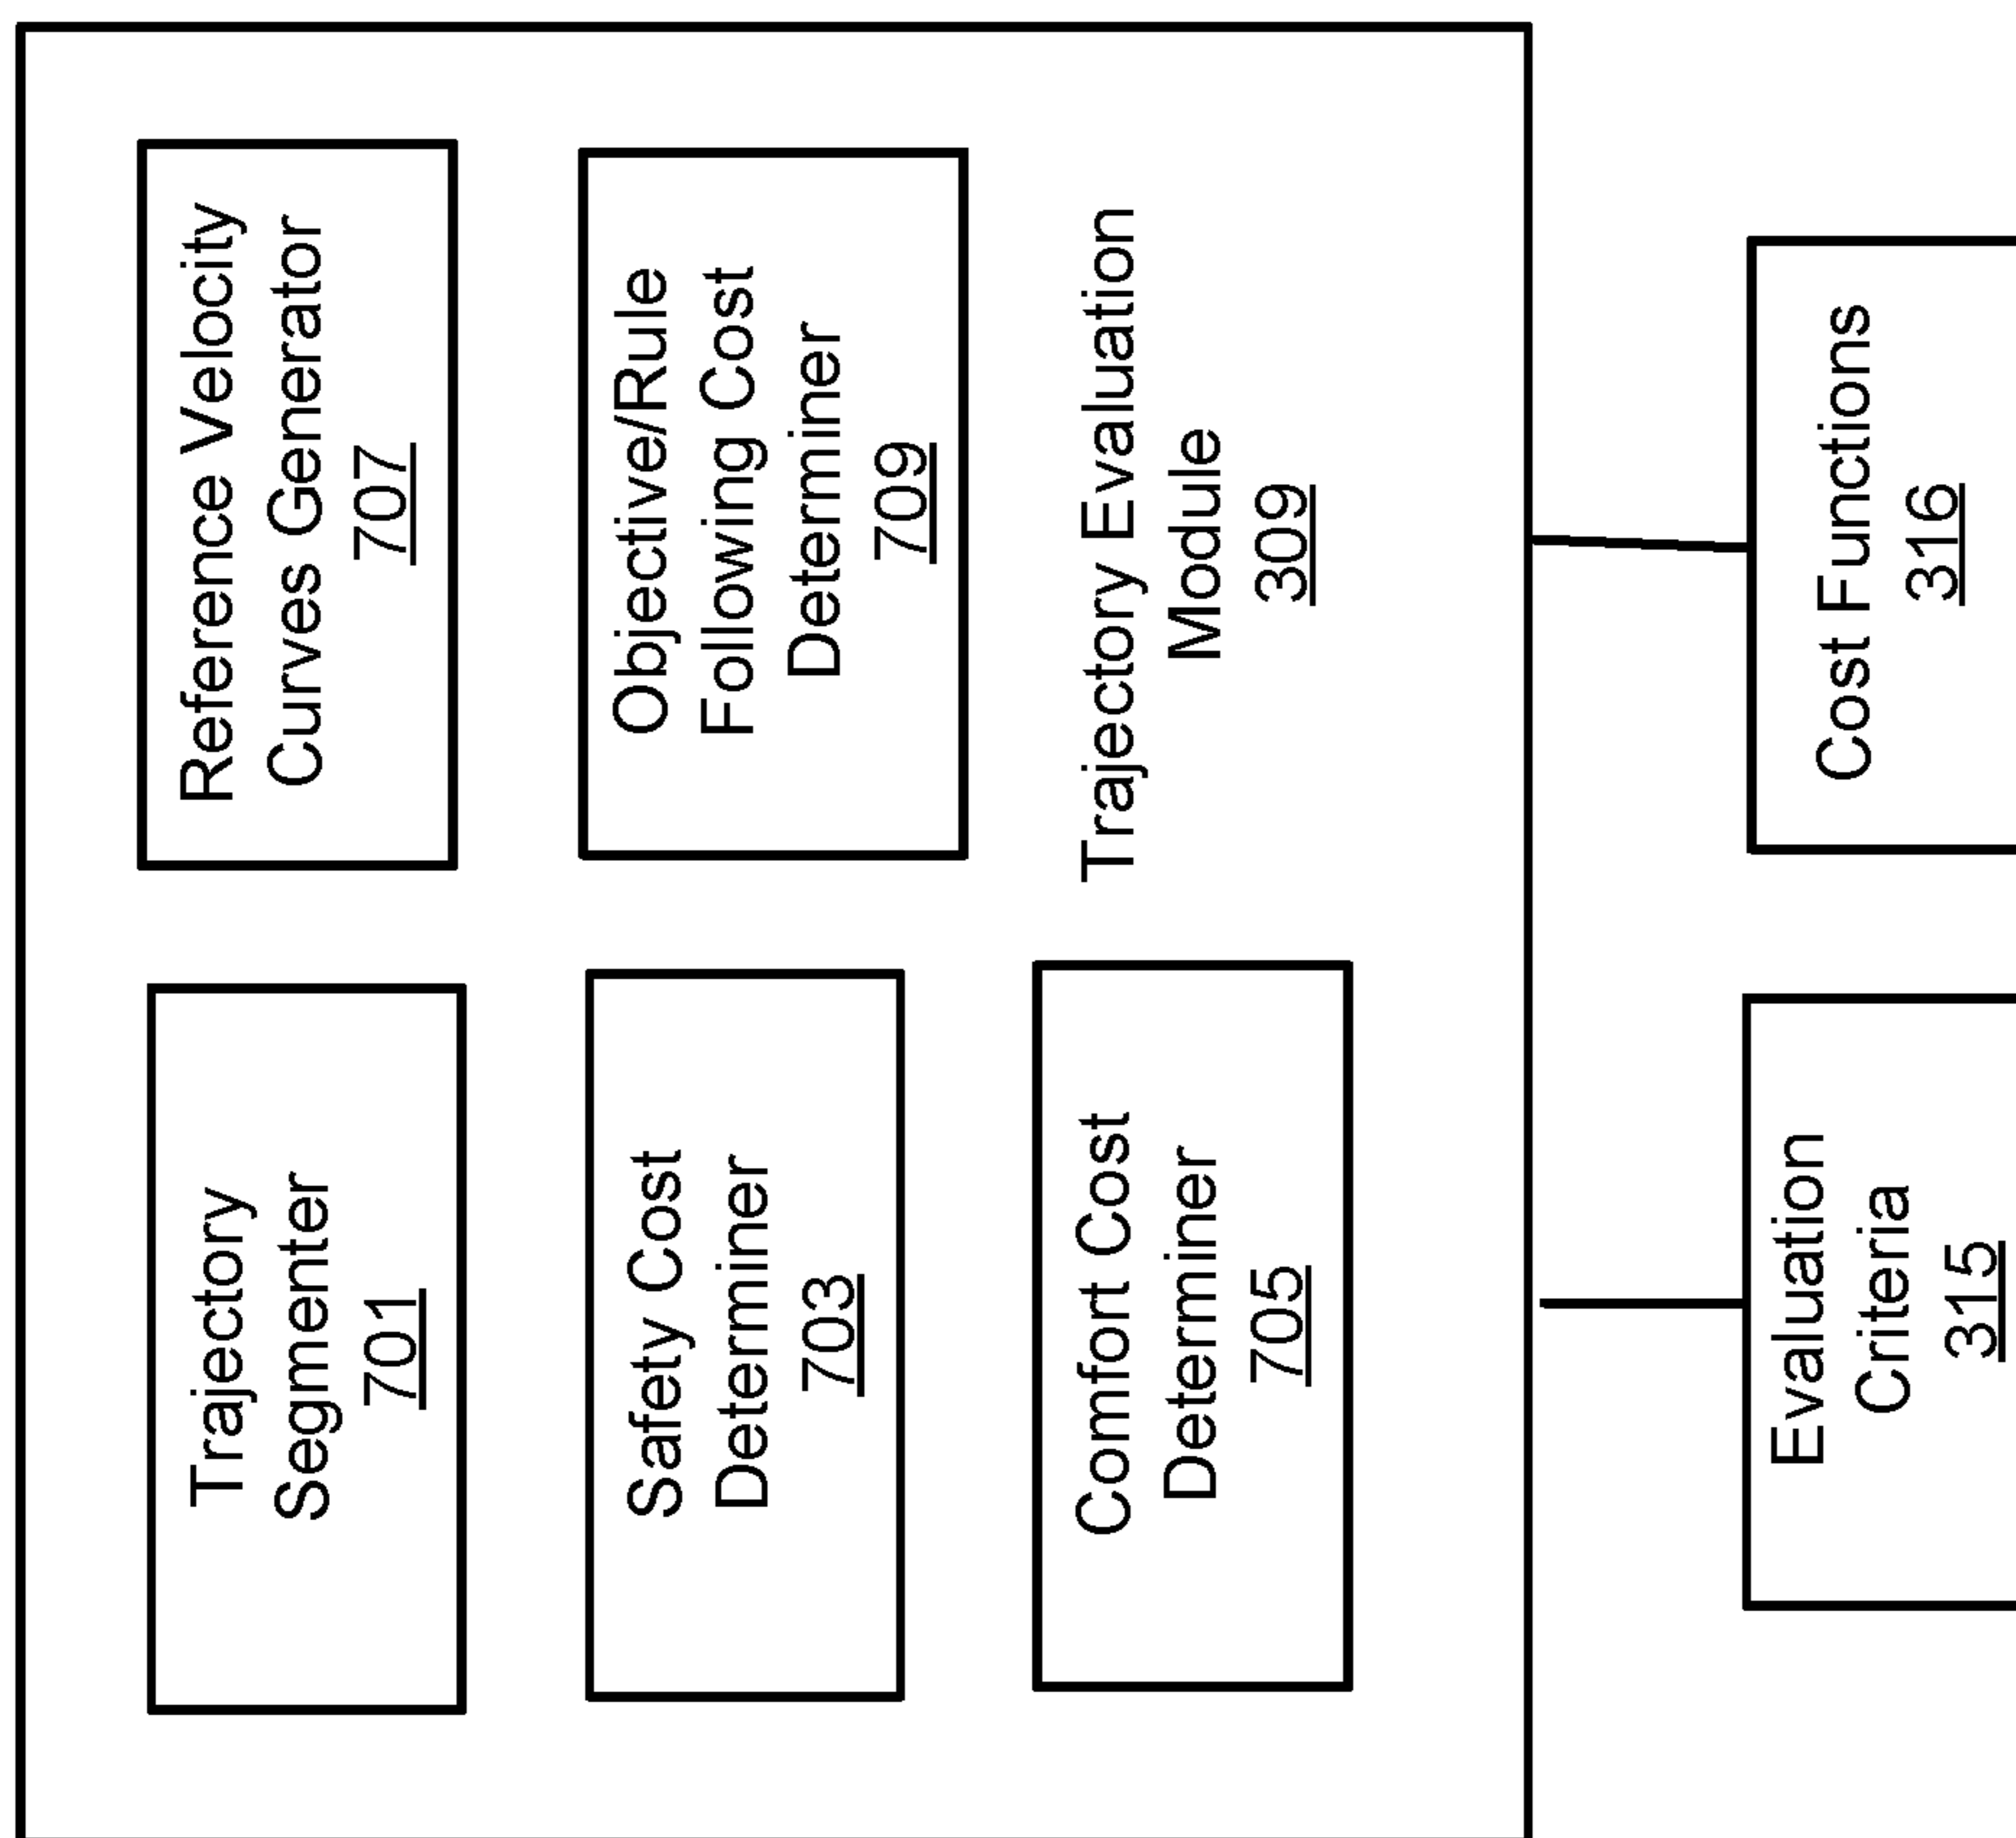 Trajectory
Segmenter
701
Reference Velocity
Curves Generator
707
Safety Cost
Determiner
703
Objective/Rule
Following Cost
Determiner
709
Comfort Cost
Determiner
705
Trajectory Evaluation
Module
309
Evaluation
Criteria
315
Cost Functions
316